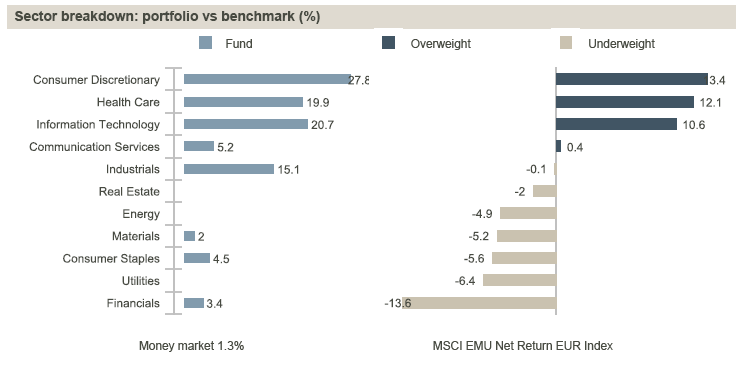 Sector breakdown: portfolio vs benchmark (%)
Fund Overweight Underweight
Consumer Discretionary 27.8 3.4
Health Care 19.9 12.1
Information Technology 20.7 10.6
Communication Services 5.2 0.4
Industrials 15.1 -0.1
Real Estate -2
Energy -4.9
Materials 2 -5.2
Consumer Staples 4.5 -5.6
Utilities -6.4
Financials 3.4 -13.6
Money market 1.3% MSCI EMU Net Return EUR Index